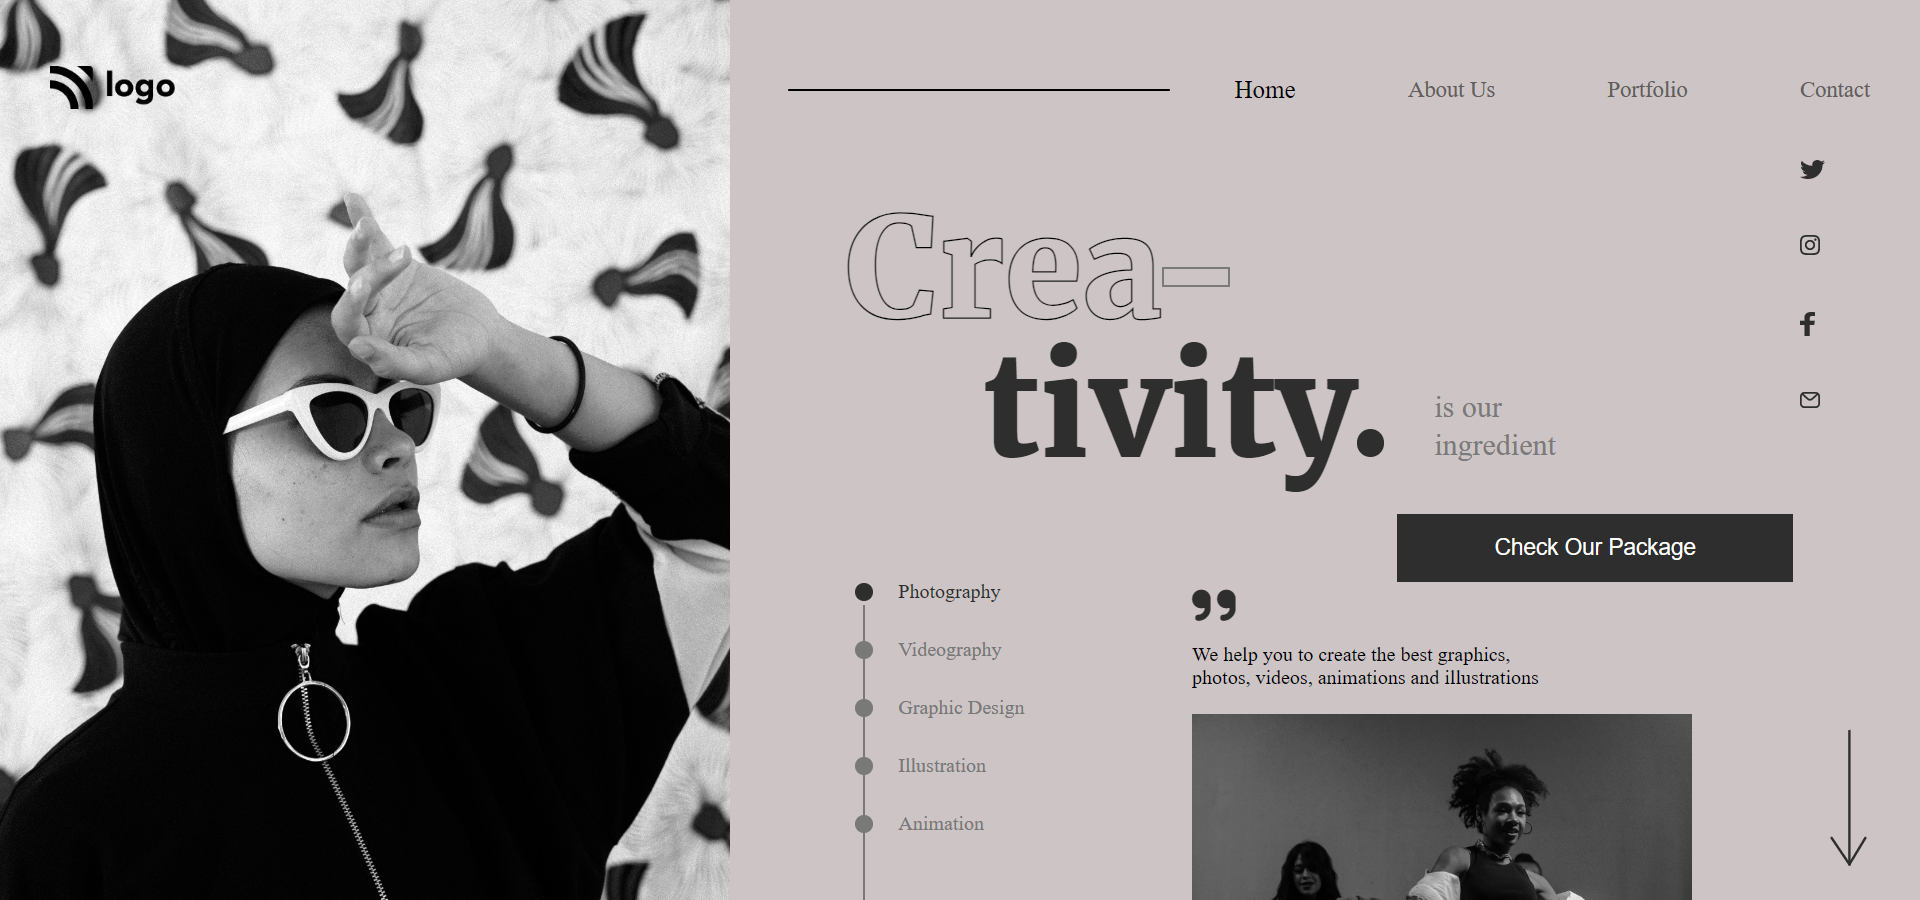 logo
Home
About Us
Portfolio
Contact
Crea-
tivity.
is our
ingredient
Check Our Package
Photography
Videography
Graphic Design
Illustration
Animation
”
We help you to create the best graphics,
photos, videos, animations and illustrations